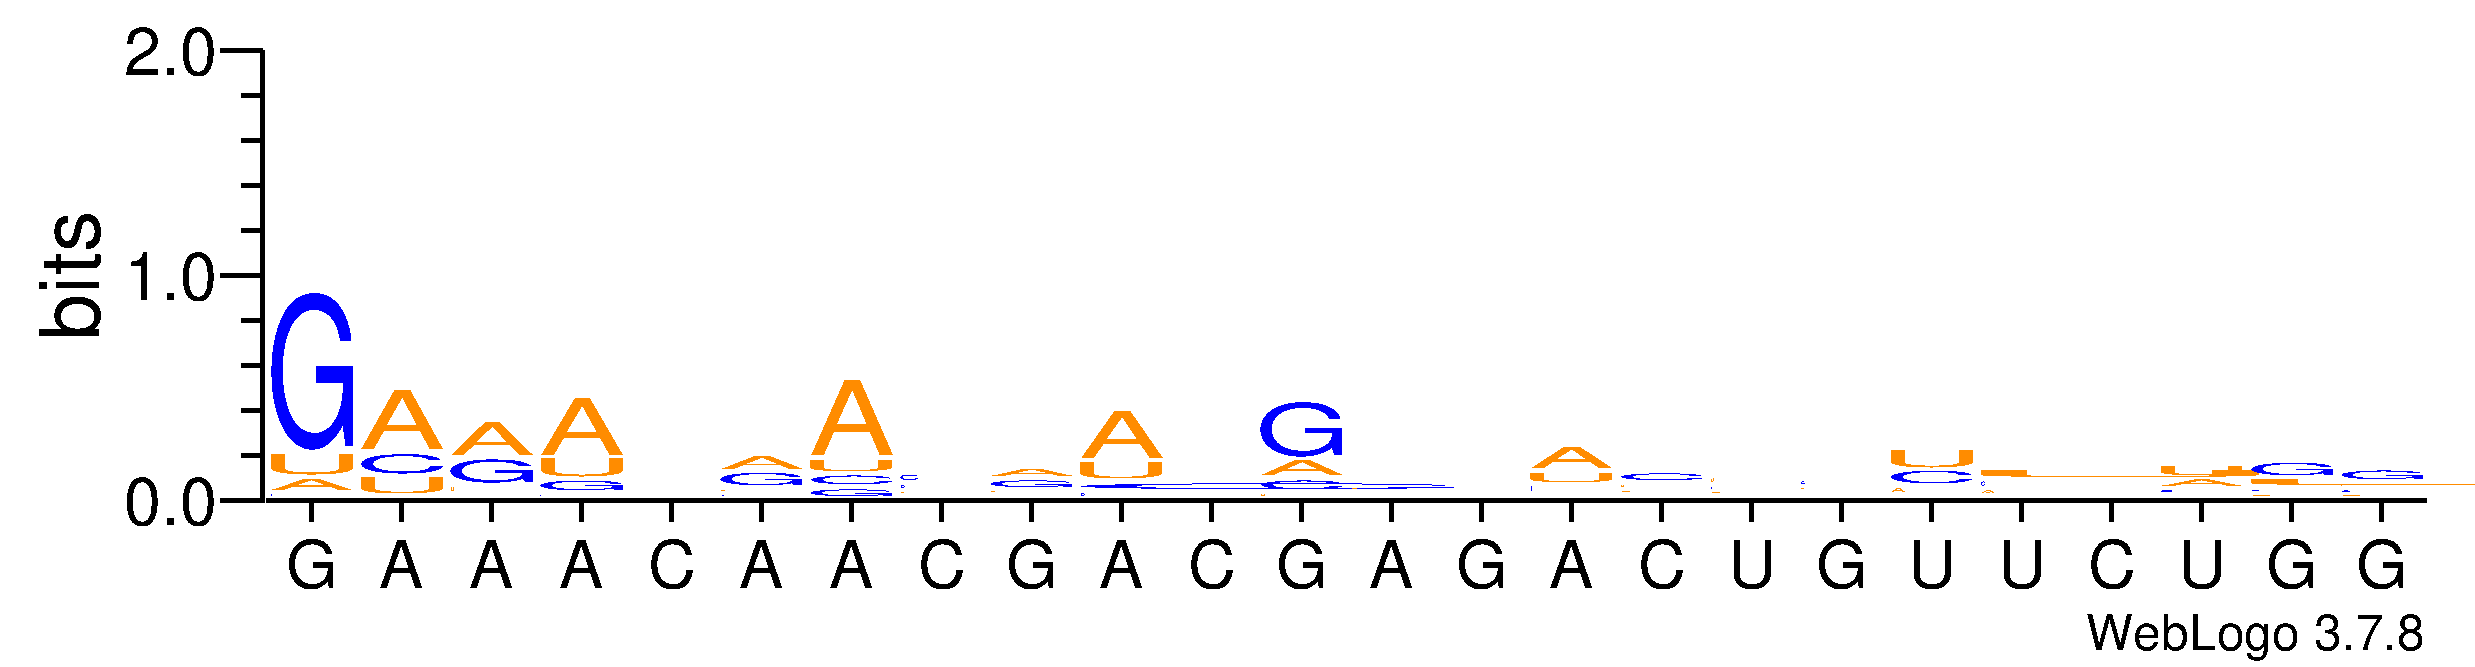 2.0
1.0
0.0
bits
G A A A C A A C G A C G A G A C U G U U C U G G
WebLogo 3.7.8